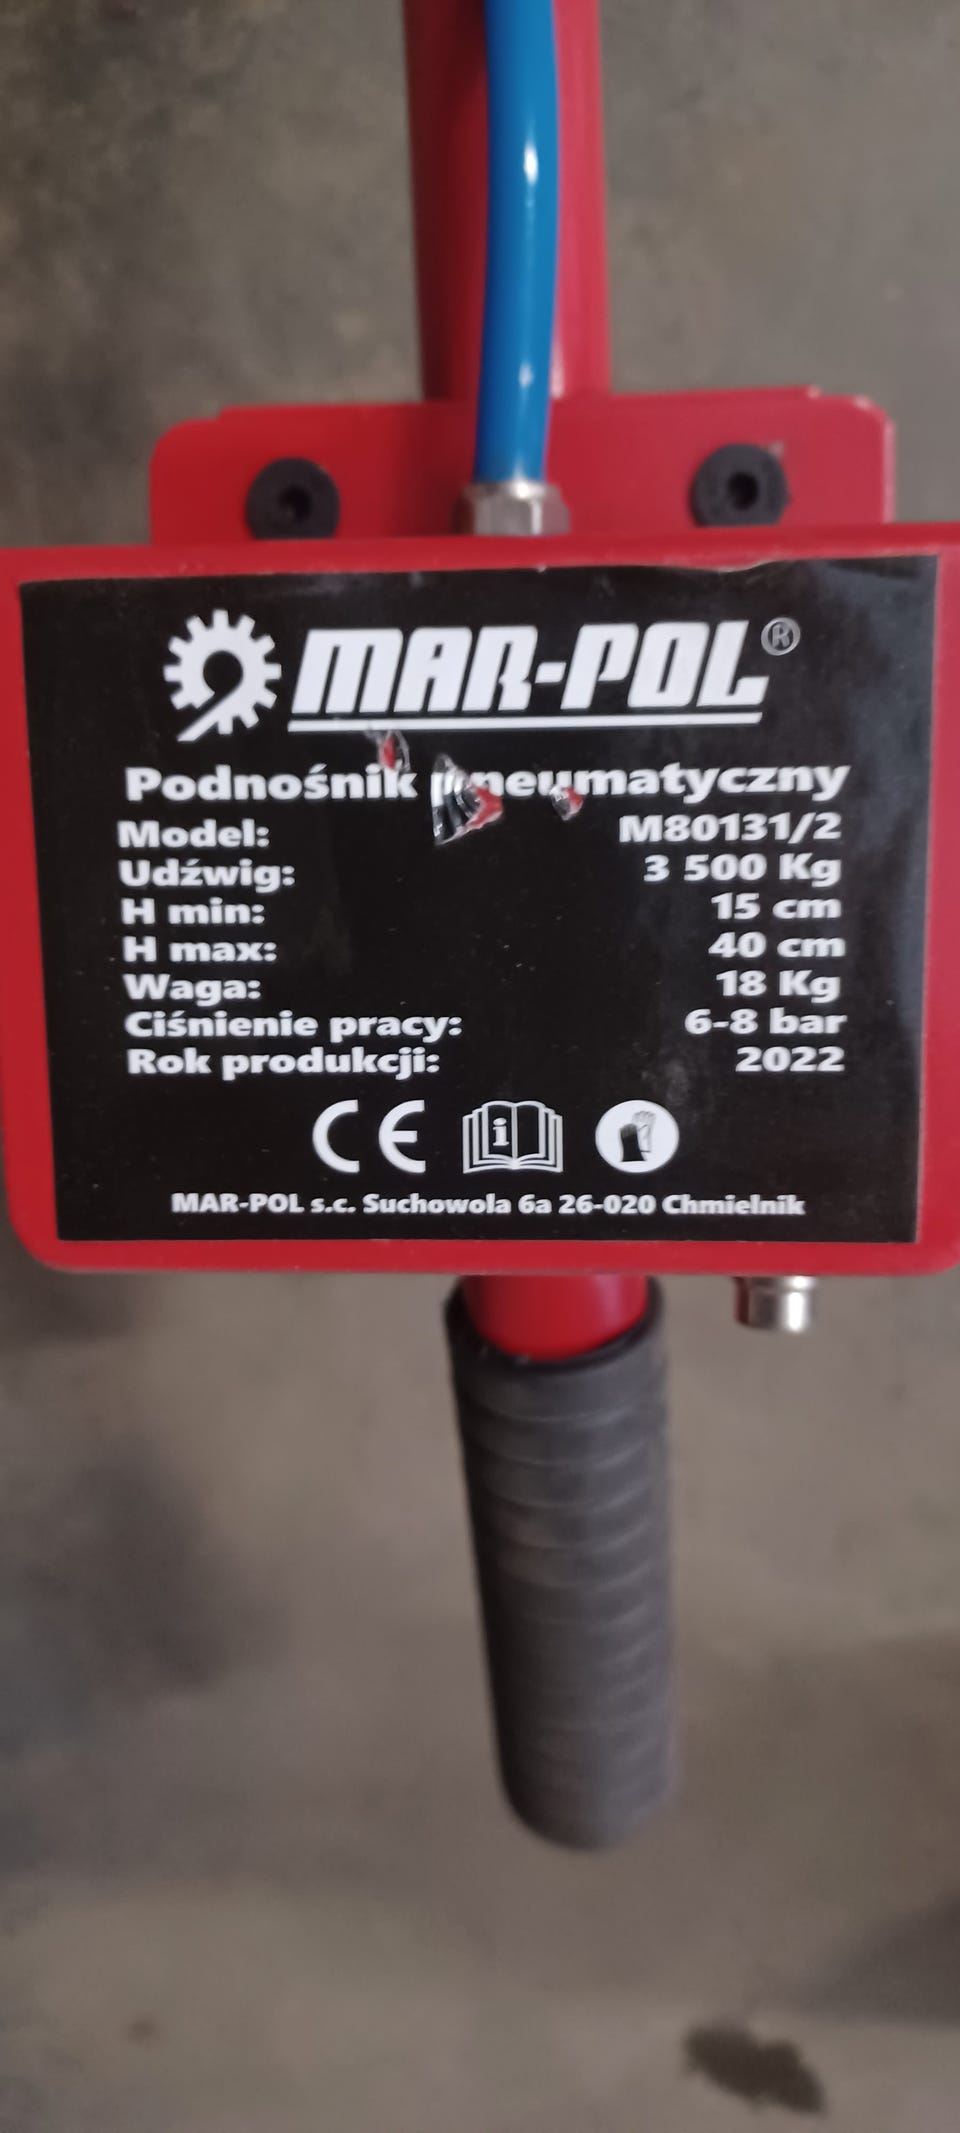 MAR-POL®
Podnośnik pneumatyczny
Model: M80131/2
Udźwig: 3 500 Kg
H min: 15 cm
H max: 40 cm
Waga: 18 Kg
Ciśnienie pracy: 6-8 bar
Rok produkcji: 2022
CE i
MAR-POL s.c. Suchowola 6a 26-020 Chmielnik